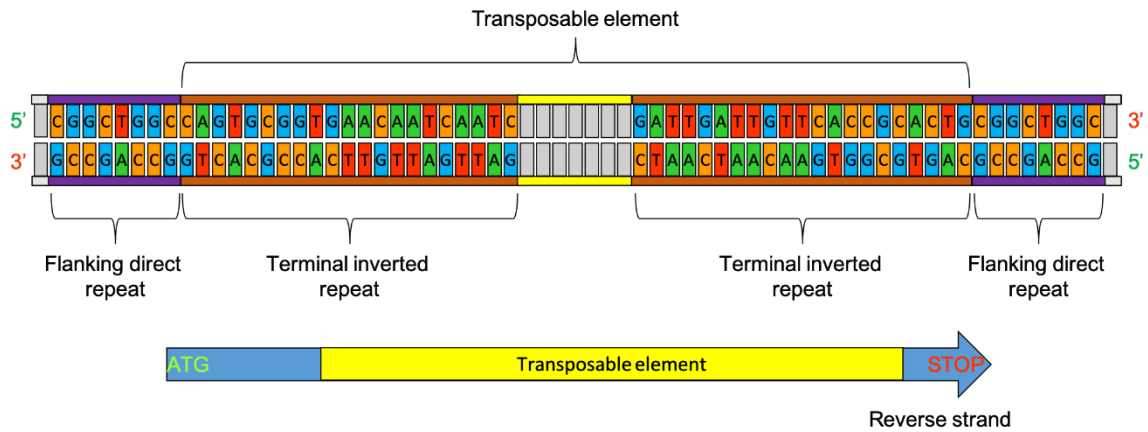 Transposable element
5' CGGCTGGCCAGTGCGGTGAACAATCAATC GATTGATTGTTCACCGCACTGCGGCTGGC 3'
3' GCCGACCGGTCACGCCACTTGTTAGTTAG CTAACTAACAAGTGGCGTGACGCCGACCG 5'
Flanking direct
repeat
Terminal inverted
repeat
Terminal inverted
repeat
Flanking direct
repeat
ATG Transposable element STOP
Reverse strand